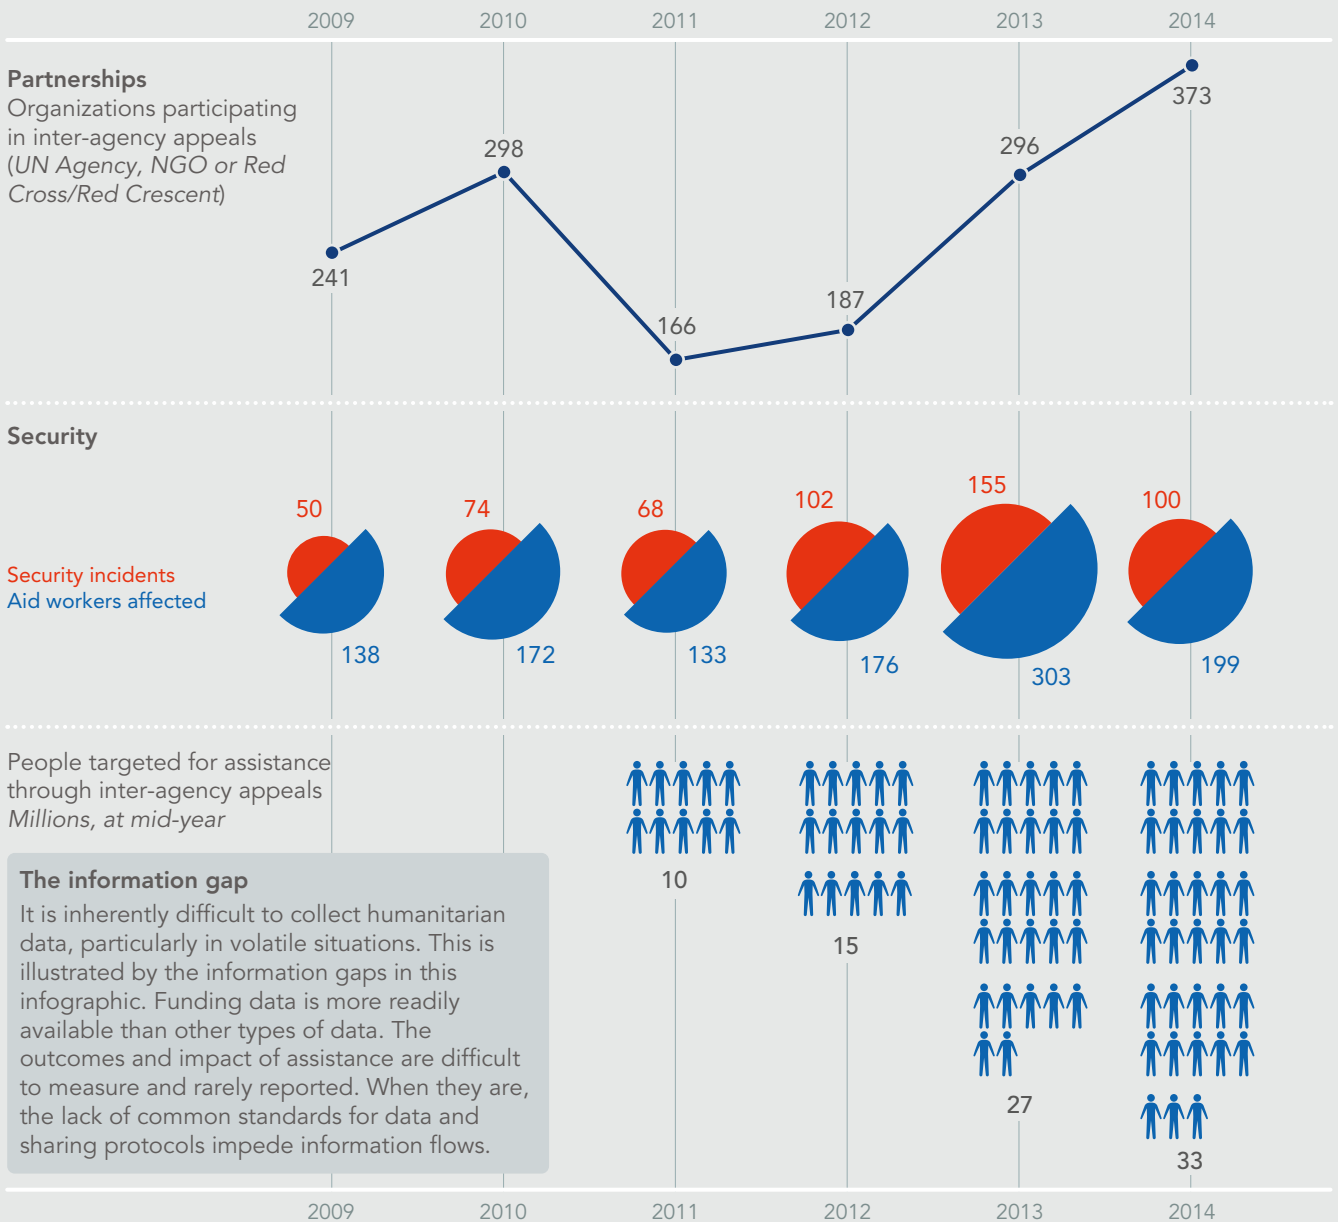 2009 2010 2011 2012 2013 2014
Partnerships
Organizations participating
in inter-agency appeals
(UN Agency, NGO or Red
Cross/Red Crescent)
241
298
166
187
296
373
Security
Security incidents
Aid workers affected
50
138
74
172
68
133
102
176
155
303
100
199
People targeted for assistance
through inter-agency appeals
Millions, at mid-year
10
15
27
33
The information gap
It is inherently difficult to collect humanitarian
data, particularly in volatile situations. This is
illustrated by the information gaps in this
infographic. Funding data is more readily
available than other types of data. The
outcomes and impact of assistance are difficult
to measure and rarely reported. When they are,
the lack of common standards for data and
sharing protocols impede information flows.
2009 2010 2011 2012 2013 2014